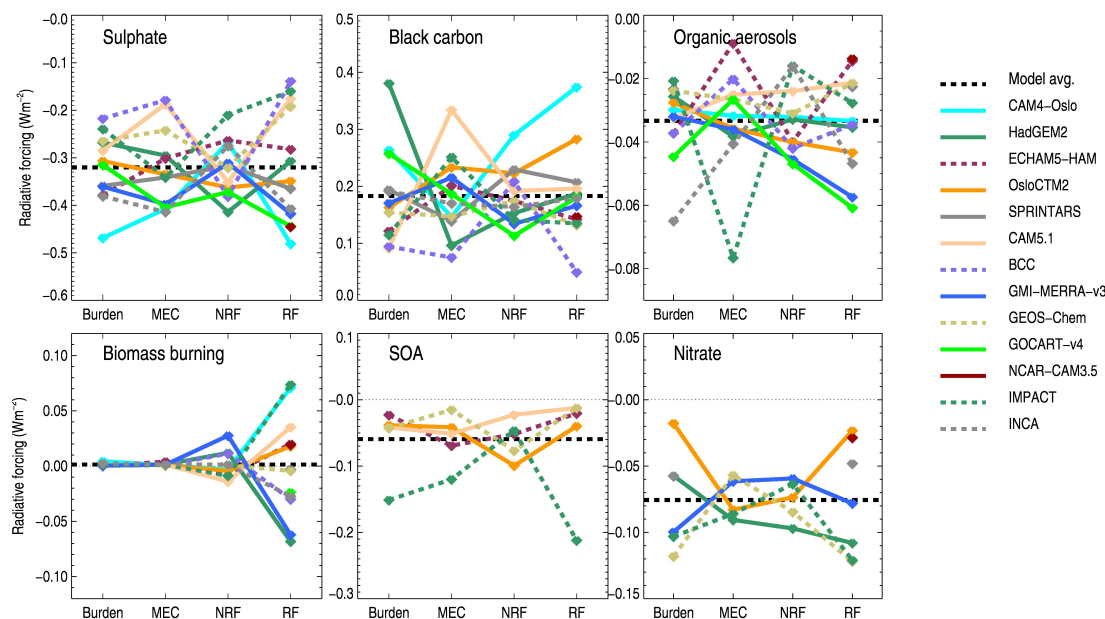 Sulphate
Black carbon
Organic aerosols
Radiative forcing (Wm⁻²)
−0.0
−0.1
−0.2
−0.3
−0.4
−0.5
−0.6
0.5
0.4
0.3
0.2
0.1
0.0
0.00
−0.02
−0.04
−0.06
−0.08
Burden MEC NRF RF
Burden MEC NRF RF
Burden MEC NRF RF
Biomass burning
SOA
Nitrate
Radiative forcing (Wm⁻²)
0.10
0.05
0.00
−0.05
−0.10
0.1
−0.0
−0.1
−0.2
−0.3
0.05
−0.00
−0.05
−0.10
−0.15
Burden MEC NRF RF
Burden MEC NRF RF
Burden MEC NRF RF
Model avg.
CAM4−Oslo
HadGEM2
ECHAM5−HAM
OsloCTM2
SPRINTARS
CAM5.1
BCC
GMI−MERRA−v3
GEOS−Chem
GOCART−v4
NCAR−CAM3.5
IMPACT
INCA